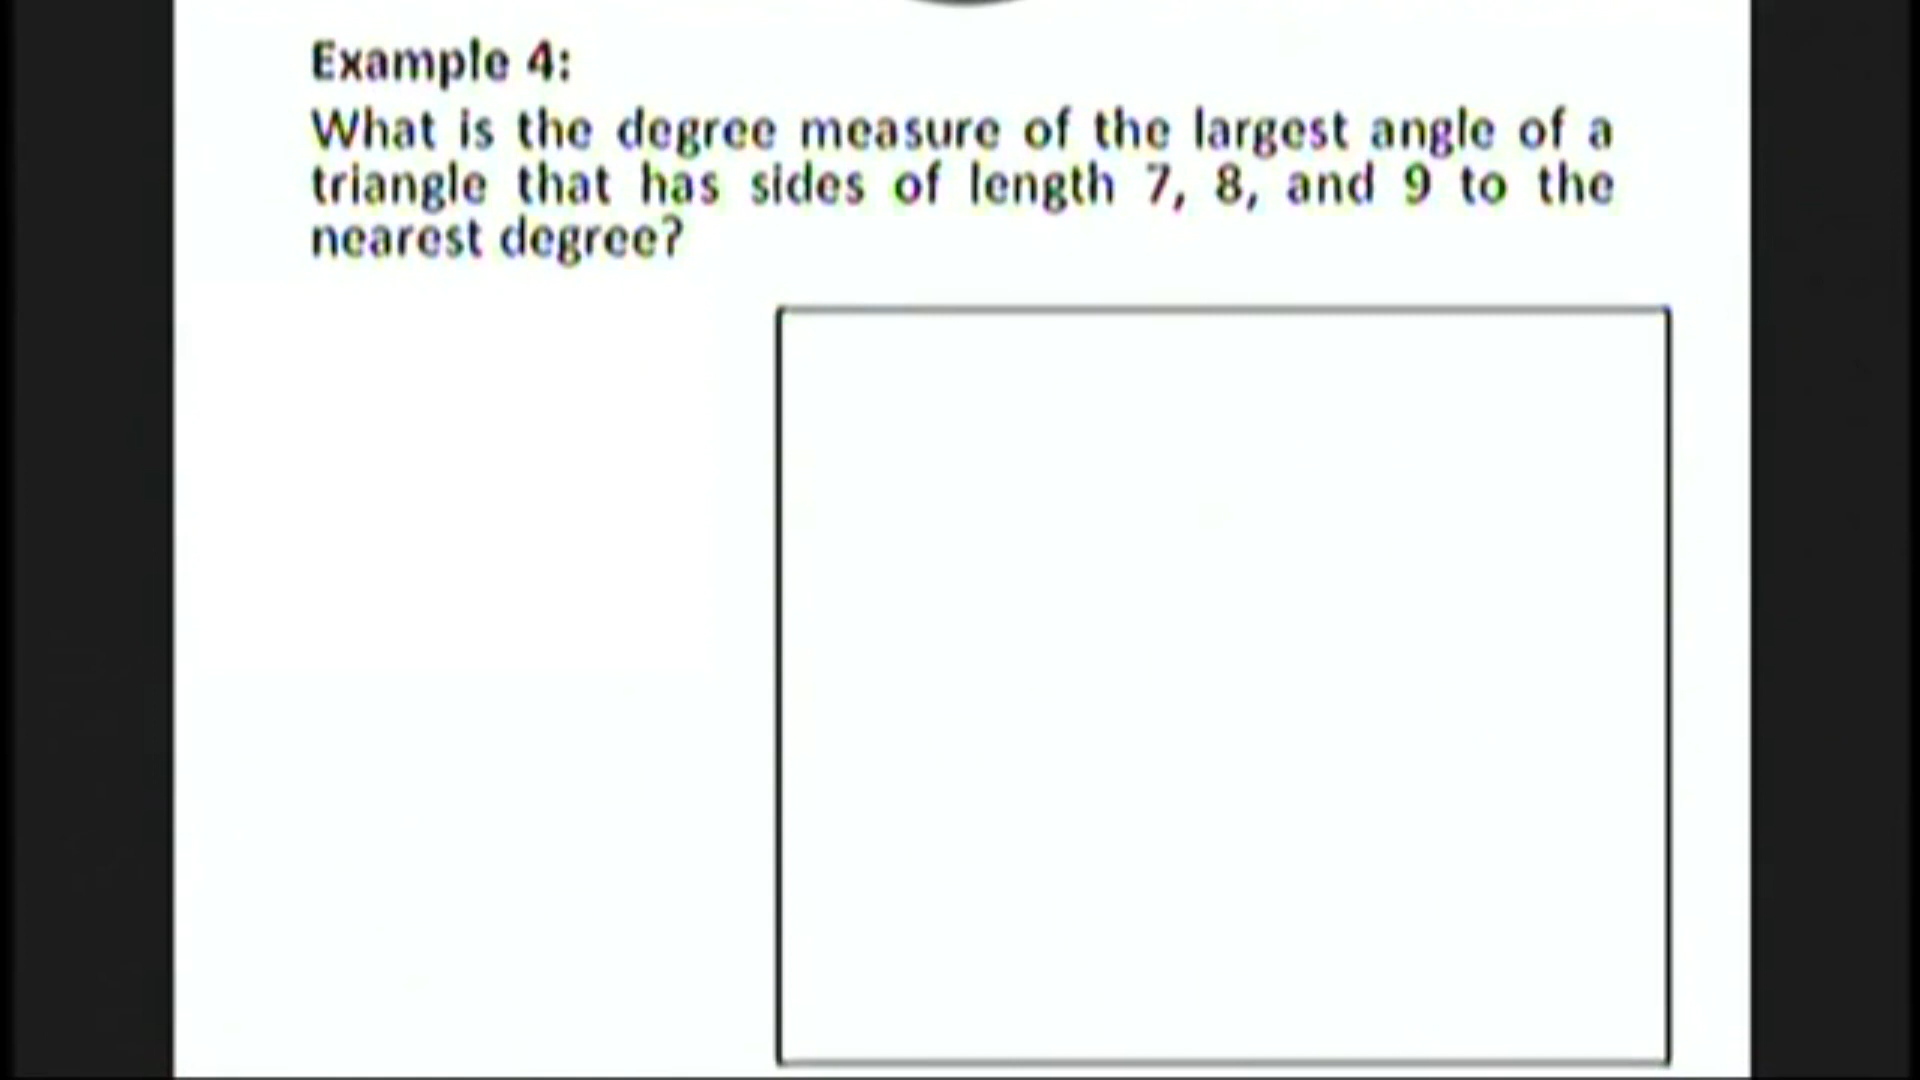 Example 4:
What is the degree measure of the largest angle of a
triangle that has sides of length 7, 8, and 9 to the
nearest degree?